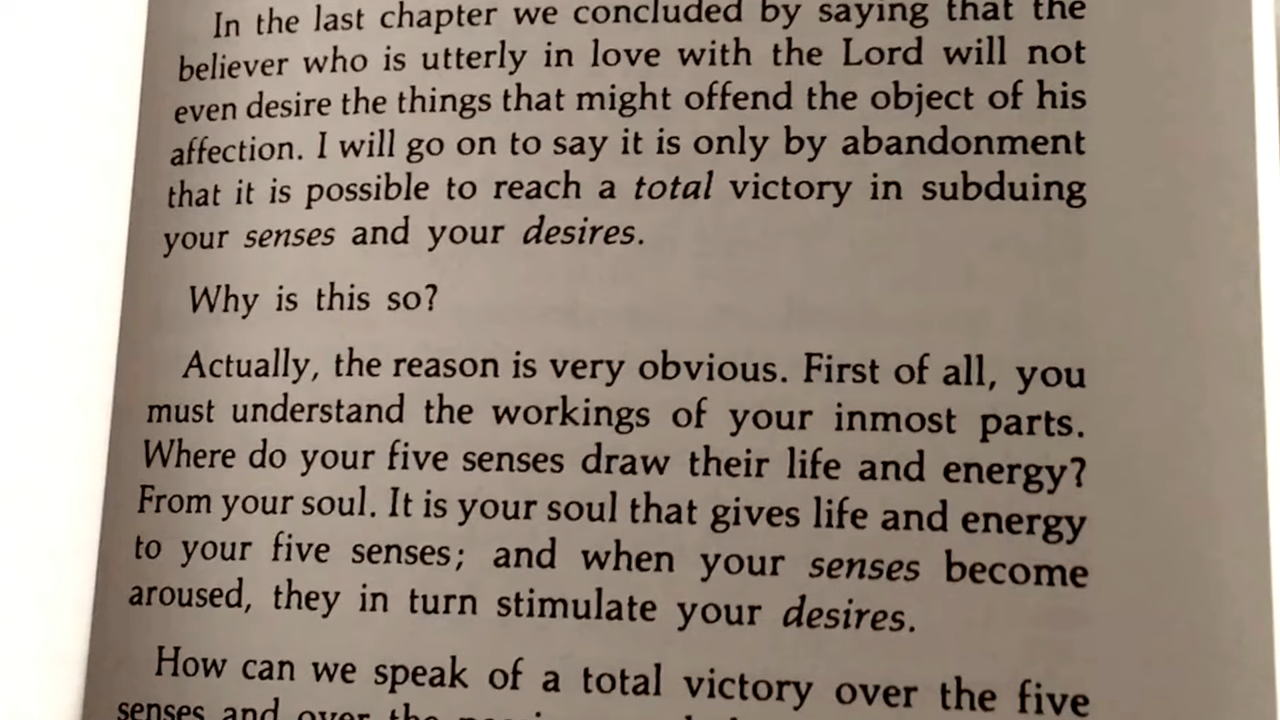 In the last chapter we concluded by saying that the
believer who is utterly in love with the Lord will not
even desire the things that might offend the object of his
affection. I will go on to say it is only by abandonment
that it is possible to reach a total victory in subduing
your senses and your desires.
Why is this so?
Actually, the reason is very obvious. First of all, you
must understand the workings of your inmost parts.
Where do your five senses draw their life and energy?
From your soul. It is your soul that gives life and energy
to your five senses; and when your senses become
aroused, they in turn stimulate your desires.
How can we speak of a total victory over the five
senses and over the